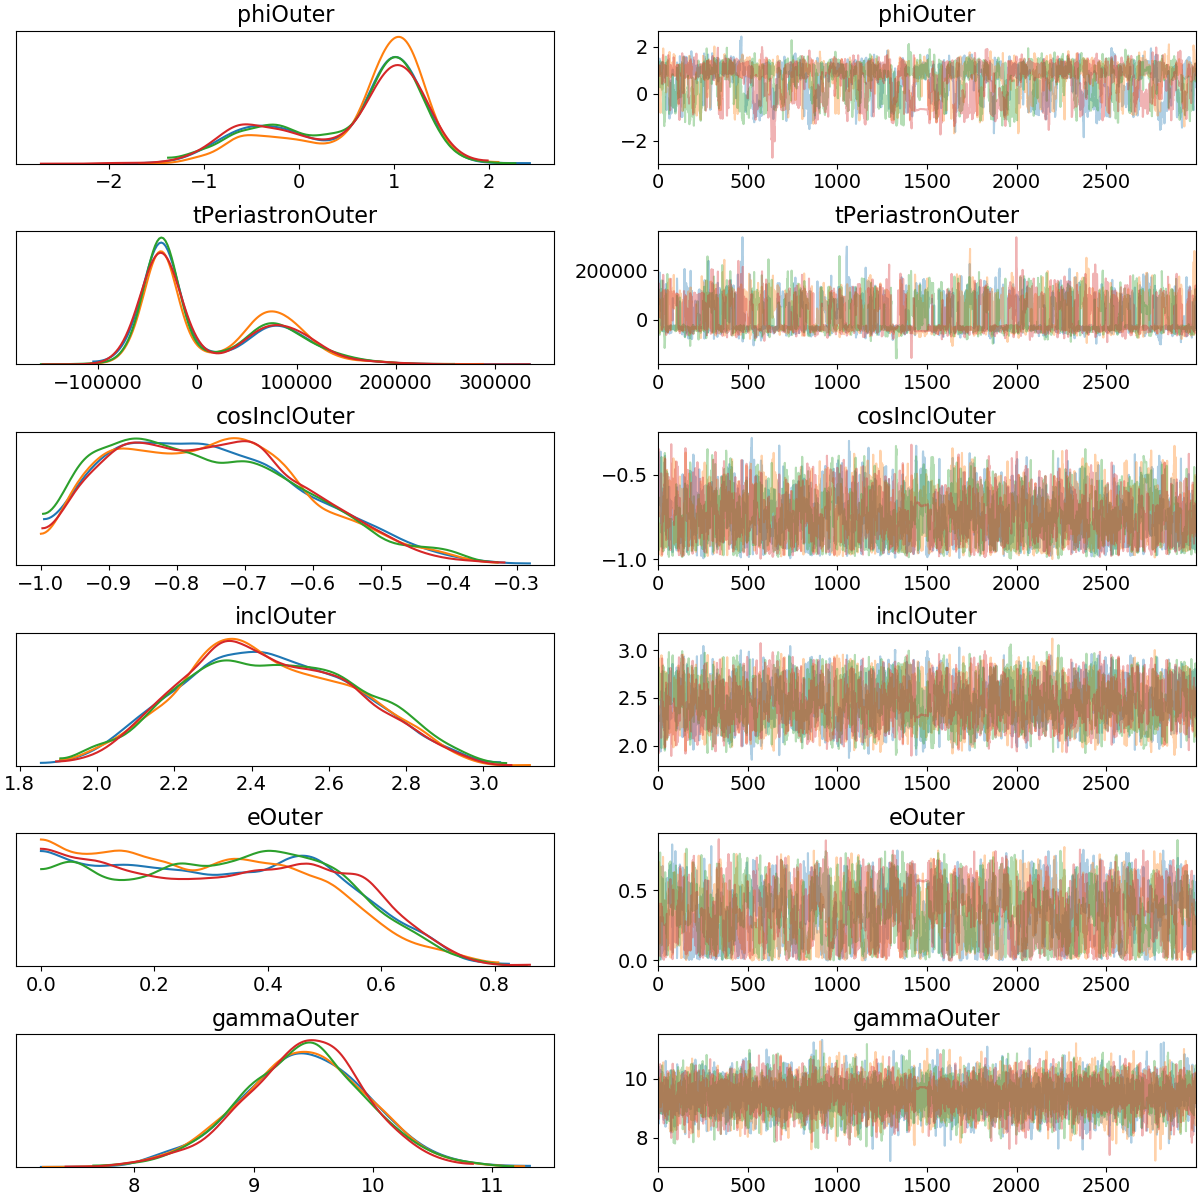 phiOuter phiOuter
2
0
−2
−2 −1 0 1 2 0 500 1000 1500 2000 2500
tPeriastronOuter tPeriastronOuter
200000
0
−100000 0 100000 200000 300000 0 500 1000 1500 2000 2500
cosInclOuter cosInclOuter
−0.5
−1.0
−1.0 −0.9 −0.8 −0.7 −0.6 −0.5 −0.4 −0.3 0 500 1000 1500 2000 2500
inclOuter inclOuter
3.0
2.5
2.0
1.8 2.0 2.2 2.4 2.6 2.8 3.0 0 500 1000 1500 2000 2500
eOuter eOuter
0.5
0.0
0.0 0.2 0.4 0.6 0.8 0 500 1000 1500 2000 2500
gammaOuter gammaOuter
10
8
8 9 10 11 0 500 1000 1500 2000 2500